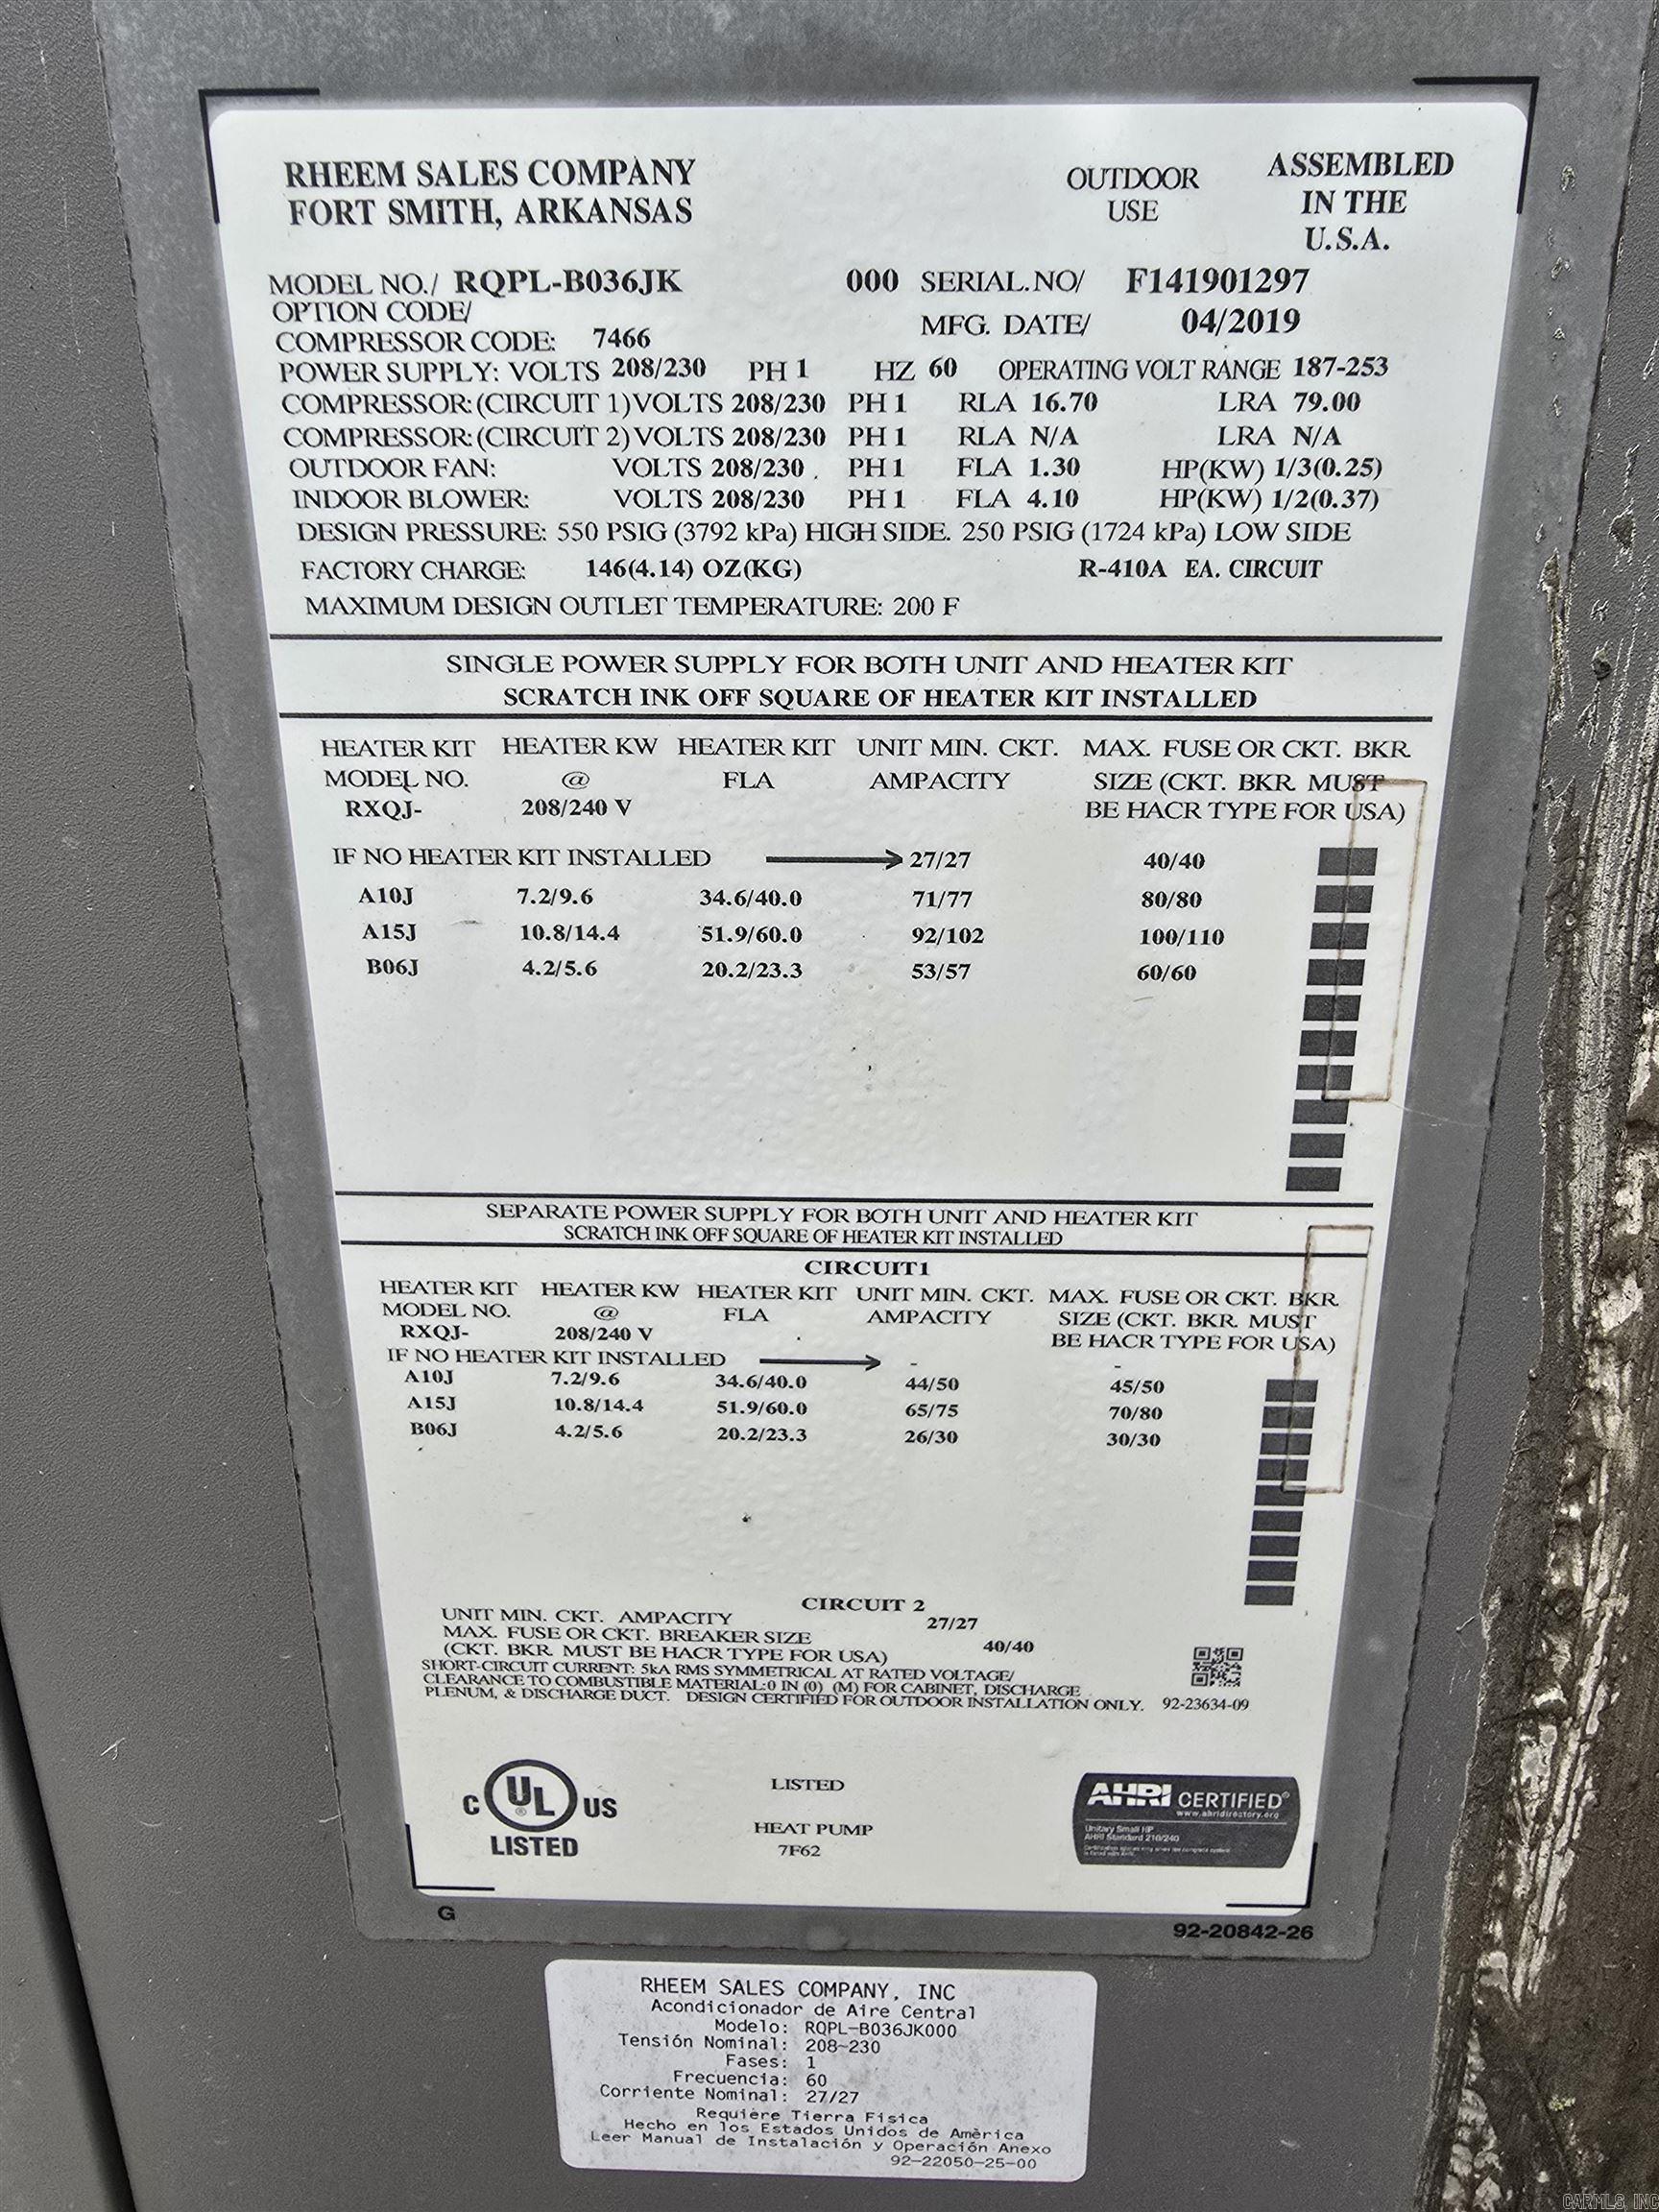 RHEEM SALES COMPANY
FORT SMITH, ARKANSAS
OUTDOOR
USE
ASSEMBLED
IN THE
U.S.A.
MODEL NO./ RQPL-B036JK 000 SERIAL.NO/ F141901297
OPTION CODE/
MFG. DATE/ 04/2019
COMPRESSOR CODE: 7466
POWER SUPPLY: VOLTS 208/230 PH 1 HZ 60 OPERATING VOLT RANGE 187-253
COMPRESSOR:(CIRCUIT 1)VOLTS 208/230 PH 1 RLA 16.70 LRA 79.00
COMPRESSOR:(CIRCUIT 2)VOLTS 208/230 PH 1 RLA N/A LRA N/A
OUTDOOR FAN: VOLTS 208/230 PH 1 FLA 1.30 HP(KW) 1/3(0.25)
INDOOR BLOWER: VOLTS 208/230 PH 1 FLA 4.10 HP(KW) 1/2(0.37)
DESIGN PRESSURE: 550 PSIG (3792 kPa) HIGH SIDE. 250 PSIG (1724 kPa) LOW SIDE
FACTORY CHARGE: 146(4.14) OZ(KG) R-410A EA. CIRCUIT
MAXIMUM DESIGN OUTLET TEMPERATURE: 200 F
SINGLE POWER SUPPLY FOR BOTH UNIT AND HEATER KIT
SCRATCH INK OFF SQUARE OF HEATER KIT INSTALLED
HEATER KIT HEATER KW HEATER KIT UNIT MIN. CKT. MAX. FUSE OR CKT. BKR.
MODEL NO. @ FLA AMPACITY SIZE (CKT. BKR. MUST
RXQJ- 208/240 V BE HACR TYPE FOR USA)
IF NO HEATER KIT INSTALLED → 27/27 40/40
A10J 7.2/9.6 34.6/40.0 71/77 80/80
A15J 10.8/14.4 51.9/60.0 92/102 100/110
B06J 4.2/5.6 20.2/23.3 53/57 60/60
SEPARATE POWER SUPPLY FOR BOTH UNIT AND HEATER KIT
SCRATCH INK OFF SQUARE OF HEATER KIT INSTALLED
CIRCUIT1
HEATER KIT HEATER KW HEATER KIT UNIT MIN. CKT. MAX. FUSE OR CKT. BKR.
MODEL NO. @ FLA AMPACITY SIZE (CKT. BKR. MUST
RXQJ- 208/240 V BE HACR TYPE FOR USA)
IF NO HEATER KIT INSTALLED → - -
A10J 7.2/9.6 34.6/40.0 44/50 45/50
A15J 10.8/14.4 51.9/60.0 65/75 70/80
B06J 4.2/5.6 20.2/23.3 26/30 30/30
CIRCUIT 2
UNIT MIN. CKT. AMPACITY 27/27
MAX. FUSE OR CKT. BREAKER SIZE
(CKT. BKR. MUST BE HACR TYPE FOR USA) 40/40
SHORT-CIRCUIT CURRENT: 5kA RMS SYMMETRICAL AT RATED VOLTAGE/
CLEARANCE TO COMBUSTIBLE MATERIAL:0 IN (0) (M) FOR CABINET, DISCHARGE
PLENUM, & DISCHARGE DUCT. DESIGN CERTIFIED FOR OUTDOOR INSTALLATION ONLY. 92-23634-09
C UL ® US
LISTED
LISTED
HEAT PUMP
7F62
AHRI CERTIFIED®
www.ahridirectory.org
Unitary Small HP
AHRI Standard 210/240
G
92-20842-26
RHEEM SALES COMPANY, INC
Acondicionador de Aire Central
Modelo: RQPL-B036JK000
Tensión Nominal: 208~230
Fases: 1
Frecuencia: 60
Corriente Nominal: 27/27
Requière Tierra Fisica
Hecho en los Estados Unidos de Amèrica
Leer Manual de Instalación y Operación Anexo
92-22050-25-00
CARMLS, INC